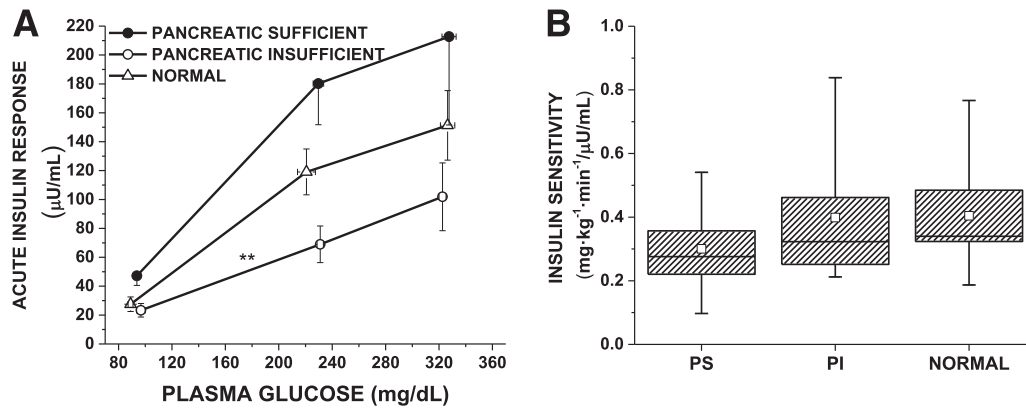 A
ACUTE INSULIN RESPONSE
(μU/mL)
220
200
180
160
140
120
100
80
60
40
20
0
PANCREATIC SUFFICIENT
PANCREATIC INSUFFICIENT
NORMAL
**
80
120
160
200
240
280
320
360
PLASMA GLUCOSE (mg/dL)
B
INSULIN SENSITIVITY
(mg·kg⁻¹·min⁻¹/μU/mL)
1.0
0.8
0.6
0.4
0.2
0.0
PS
PI
NORMAL